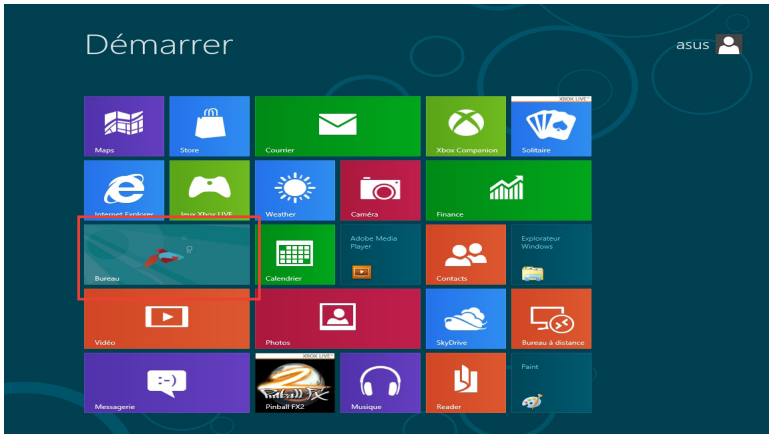 Démarrer
asus
Maps
Store
Courrier
Xbox Companion
XBOX LIVE
Solitaire
Internet Explorer
Jeux Xbox LIVE
Weather
Caméra
Finance
Bureau
Calendrier
Adobe Media
Player
Contacts
Explorateur
Windows
Vidéo
Photos
SkyDrive
Bureau à distance
Messagerie
XBOX LIVE
Pinball FX2
Musique
Reader
Paint